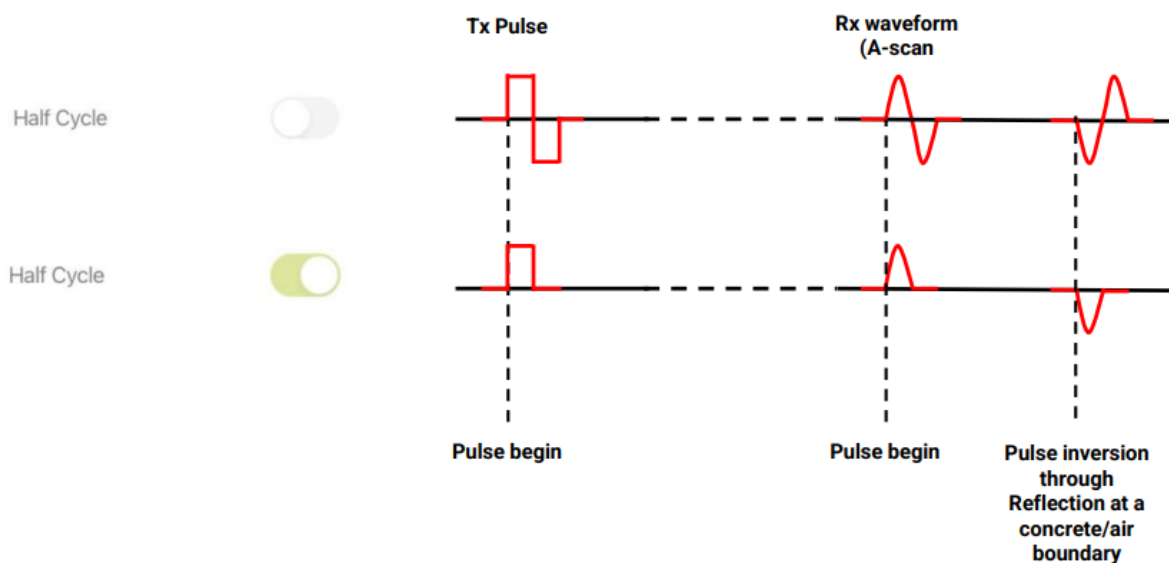 Tx Pulse
Rx waveform
(A-scan
Half Cycle
Half Cycle
Pulse begin
Pulse begin
Pulse inversion
through
Reflection at a
concrete/air
boundary